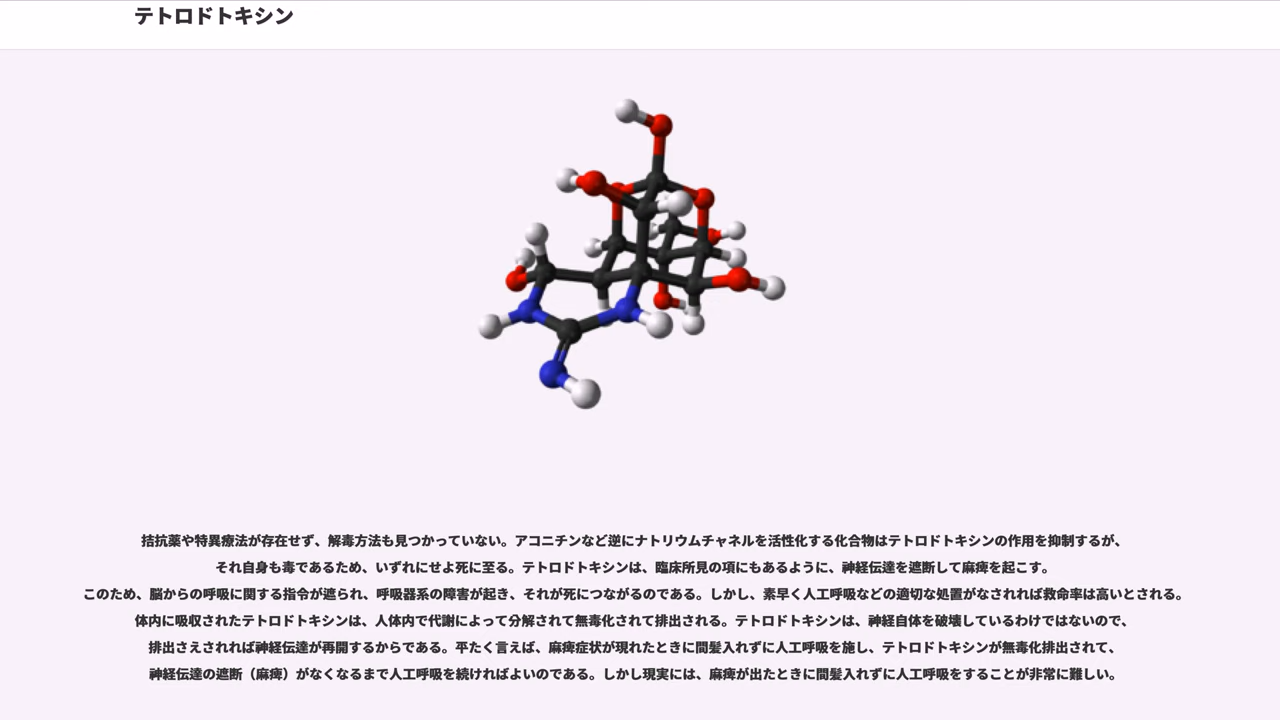 テトロドトキシン
拮抗薬や特異療法が存在せず、解毒方法も見つかっていない。アコニチンなど逆にナトリウムチャネルを活性化する化合物はテトロドトキシンの作用を抑制するが、
それ自身も毒であるため、いずれにせよ死に至る。テトロドトキシンは、臨床所見の項にもあるように、神経伝達を遮断して麻痺を起こす。
このため、脳からの呼吸に関する指令が遮られ、呼吸器系の障害が起き、それが死につながるのである。しかし、素早く人工呼吸などの適切な処置がなされれば救命率は高いとされる。
体内に吸収されたテトロドトキシンは、人体内で代謝によって分解されて無毒化されて排出される。テトロドトキシンは、神経自体を破壊しているわけではないので、
排出さえされれば神経伝達が再開するからである。平たく言えば、麻痺症状が現れたときに間髪入れずに人工呼吸を施し、テトロドトキシンが無毒化排出されて、
神経伝達の遮断（麻痺）がなくなるまで人工呼吸を続ければよいのである。しかし現実には、麻痺が出たときに間髪入れずに人工呼吸をすることが非常に難しい。